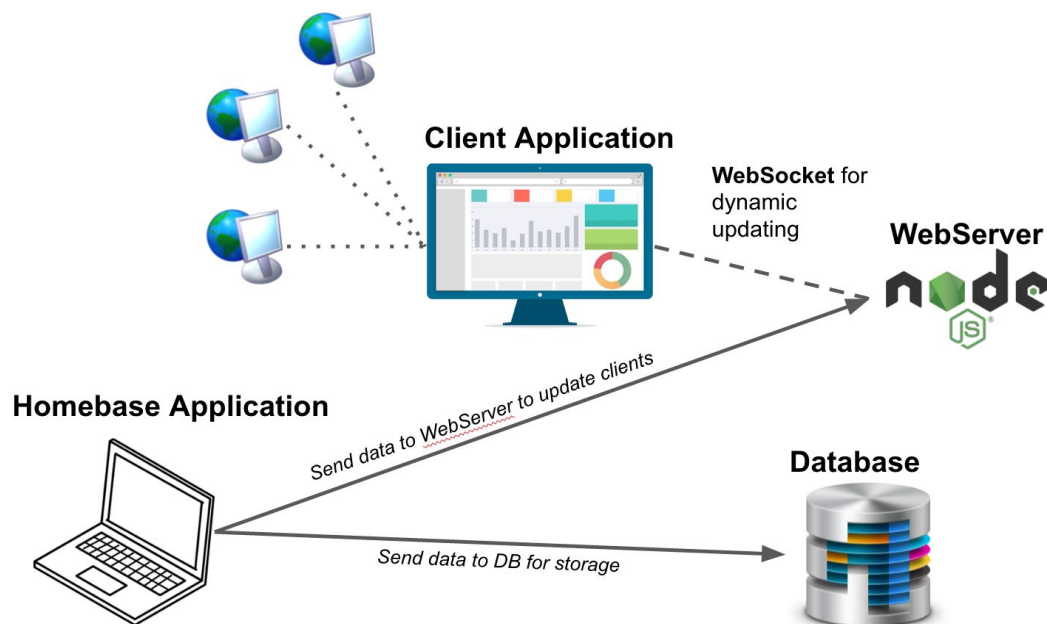 Client Application
WebSocket for
dynamic
updating
WebServer
node
JS
®
Homebase Application
Send data to WebServer to update clients
Database
Send data to DB for storage